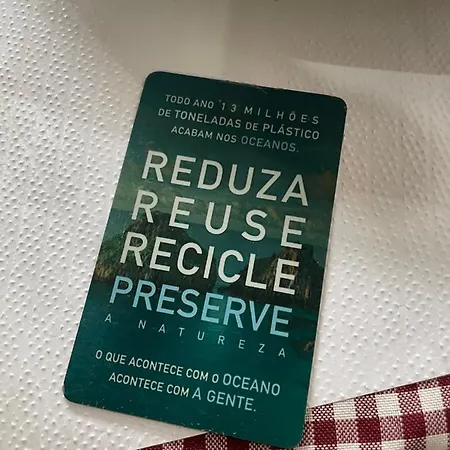 TODO ANO 13 MILHÕES
DE TONELADAS DE PLÁSTICO
ACABAM NOS OCEANOS.
REDUZA
REUSE
RECICLE
PRESERVE
A NATUREZA
O QUE ACONTECE COM O OCEANO
ACONTECE COM A GENTE.